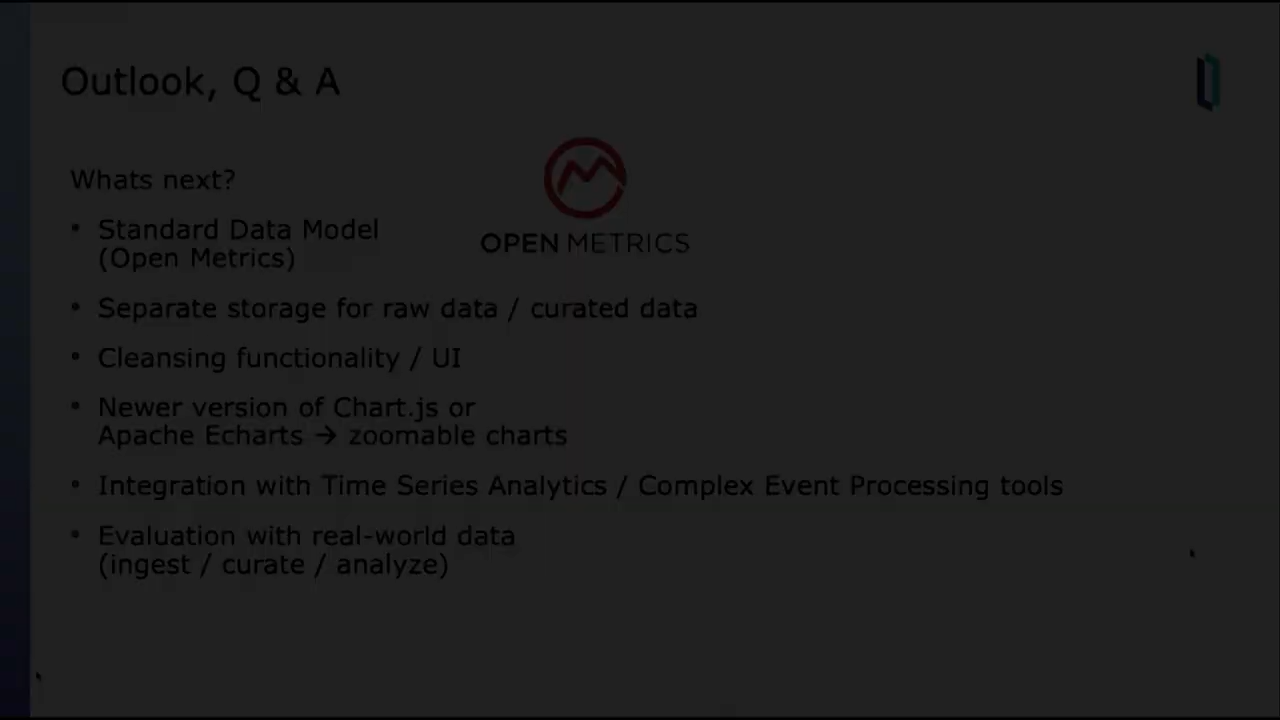 Outlook, Q & A
Whats next?
OPEN METRICS
• Standard Data Model
(Open Metrics)
• Separate storage for raw data / curated data
• Cleansing functionality / UI
• Newer version of Chart.js or
Apache Echarts → zoomable charts
• Integration with Time Series Analytics / Complex Event Processing tools
• Evaluation with real-world data
(ingest / curate / analyze)